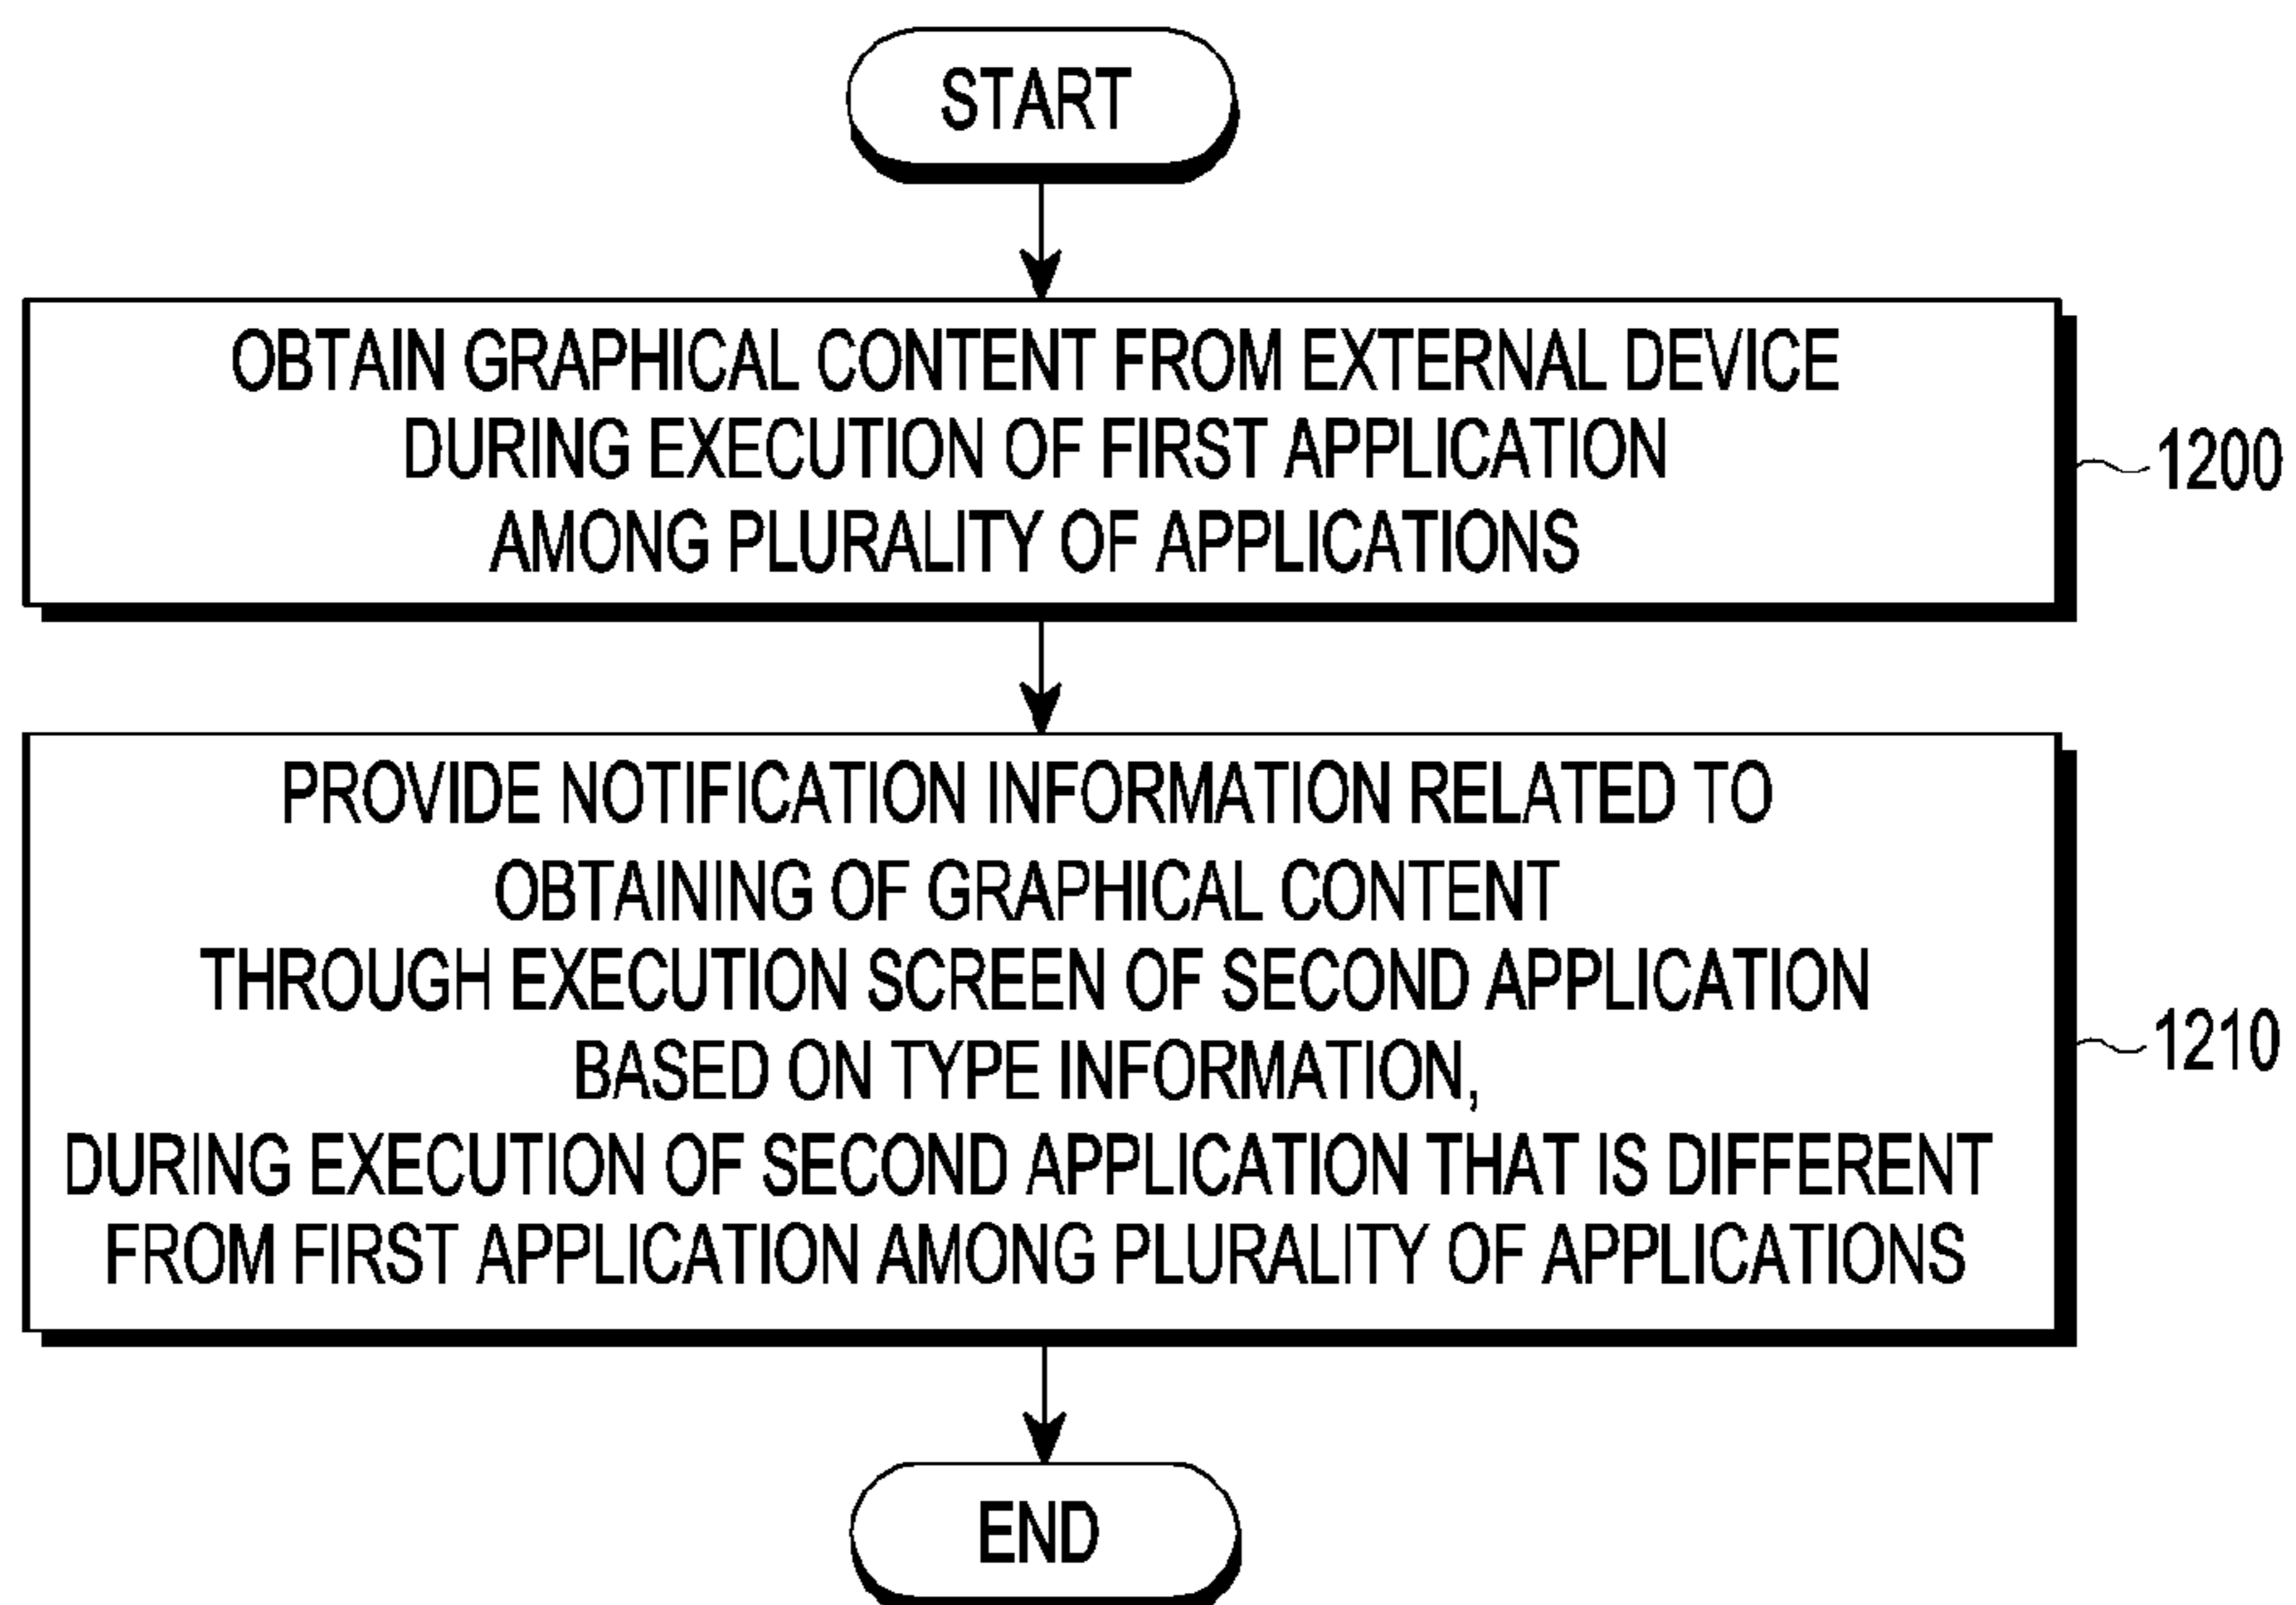 START
OBTAIN GRAPHICAL CONTENT FROM EXTERNAL DEVICE
DURING EXECUTION OF FIRST APPLICATION
AMONG PLURALITY OF APPLICATIONS
1200
PROVIDE NOTIFICATION INFORMATION RELATED TO
OBTAINING OF GRAPHICAL CONTENT
THROUGH EXECUTION SCREEN OF SECOND APPLICATION
BASED ON TYPE INFORMATION,
DURING EXECUTION OF SECOND APPLICATION THAT IS DIFFERENT
FROM FIRST APPLICATION AMONG PLURALITY OF APPLICATIONS
1210
END